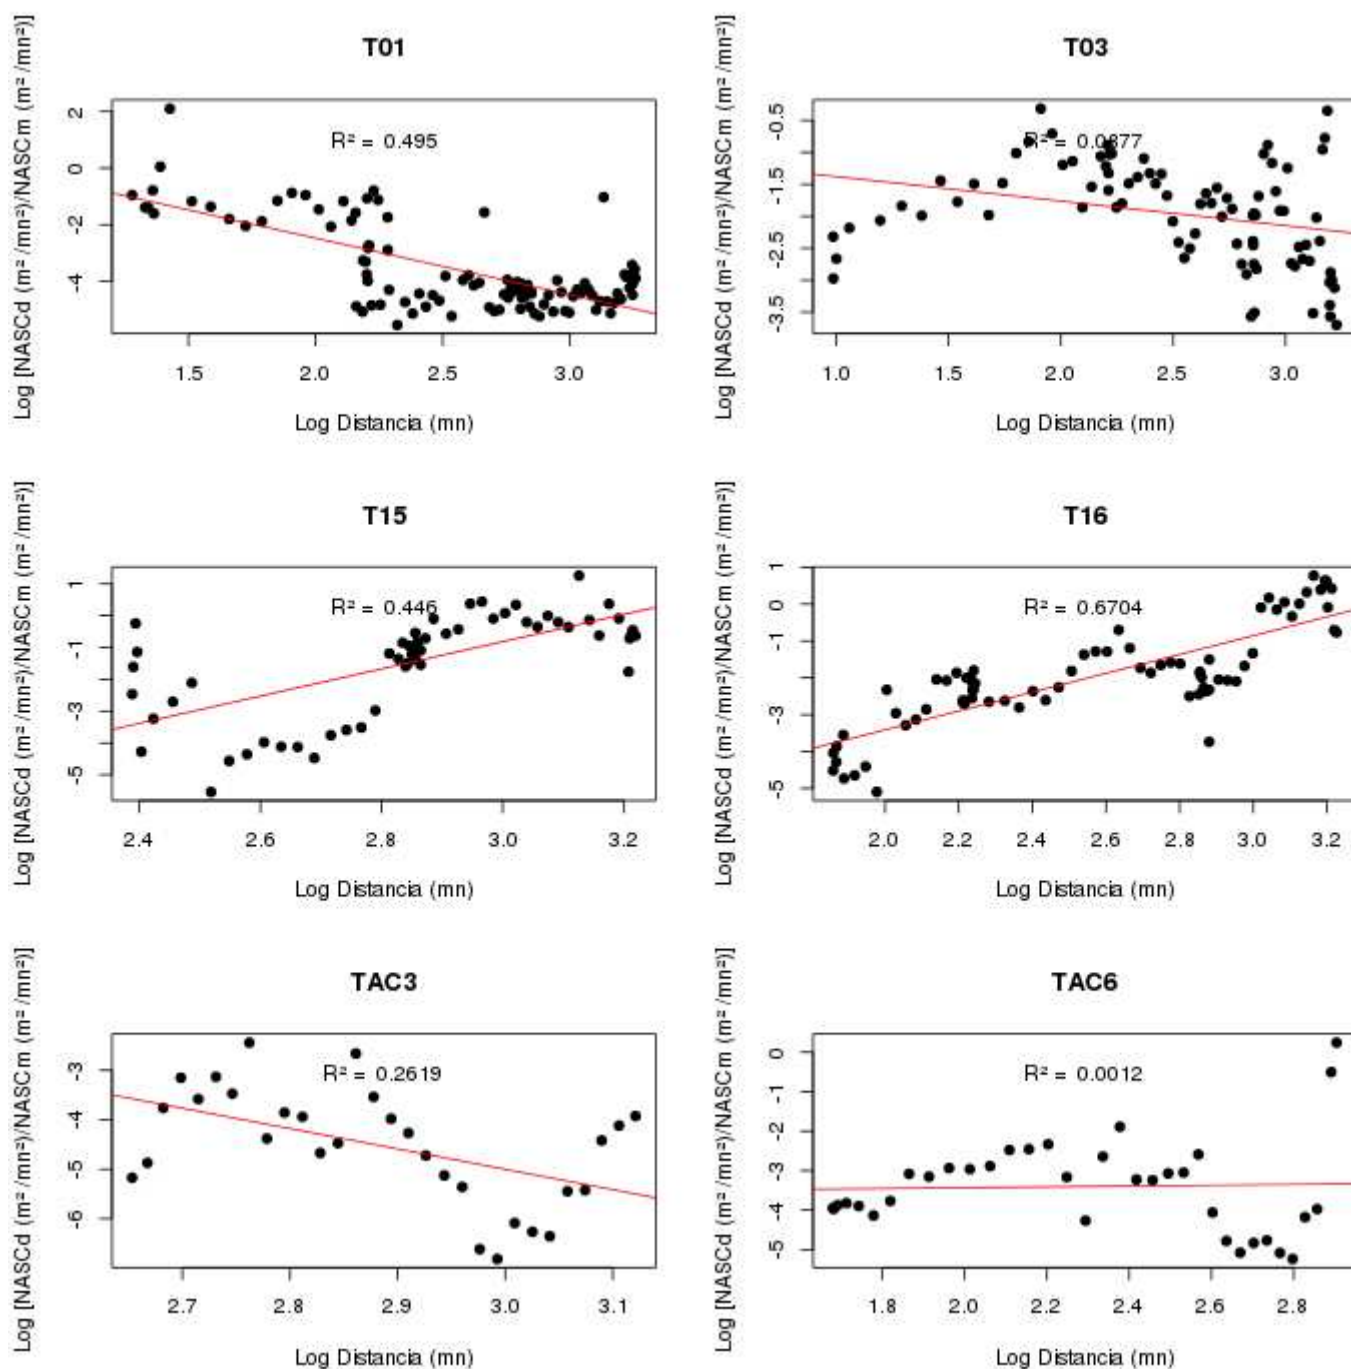 T01
Log [NASCd (m²/mn²)/NASCm (m²/mn²)]
2
0
-2
-4
R² = 0.495
1.5 2.0 2.5 3.0
Log Distancia (mn)
T03
Log [NASCd (m²/mn²)/NASCm (m²/mn²)]
-0.5
-1.5
-2.5
-3.5
R² = 0.0877
1.0 1.5 2.0 2.5 3.0
Log Distancia (mn)
T15
Log [NASCd (m²/mn²)/NASCm (m²/mn²)]
1
-1
-3
-5
R² = 0.446
2.4 2.6 2.8 3.0 3.2
Log Distancia (mn)
T16
Log [NASCd (m²/mn²)/NASCm (m²/mn²)]
1
0
-1
-3
-5
R² = 0.6704
2.0 2.2 2.4 2.6 2.8 3.0 3.2
Log Distancia (mn)
TAC3
Log [NASCd (m²/mn²)/NASCm (m²/mn²)]
-3
-4
-5
-6
R² = 0.2619
2.7 2.8 2.9 3.0 3.1
Log Distancia (mn)
TAC6
Log [NASCd (m²/mn²)/NASCm (m²/mn²)]
0
-1
-2
-3
-4
-5
R² = 0.0012
1.8 2.0 2.2 2.4 2.6 2.8
Log Distancia (mn)